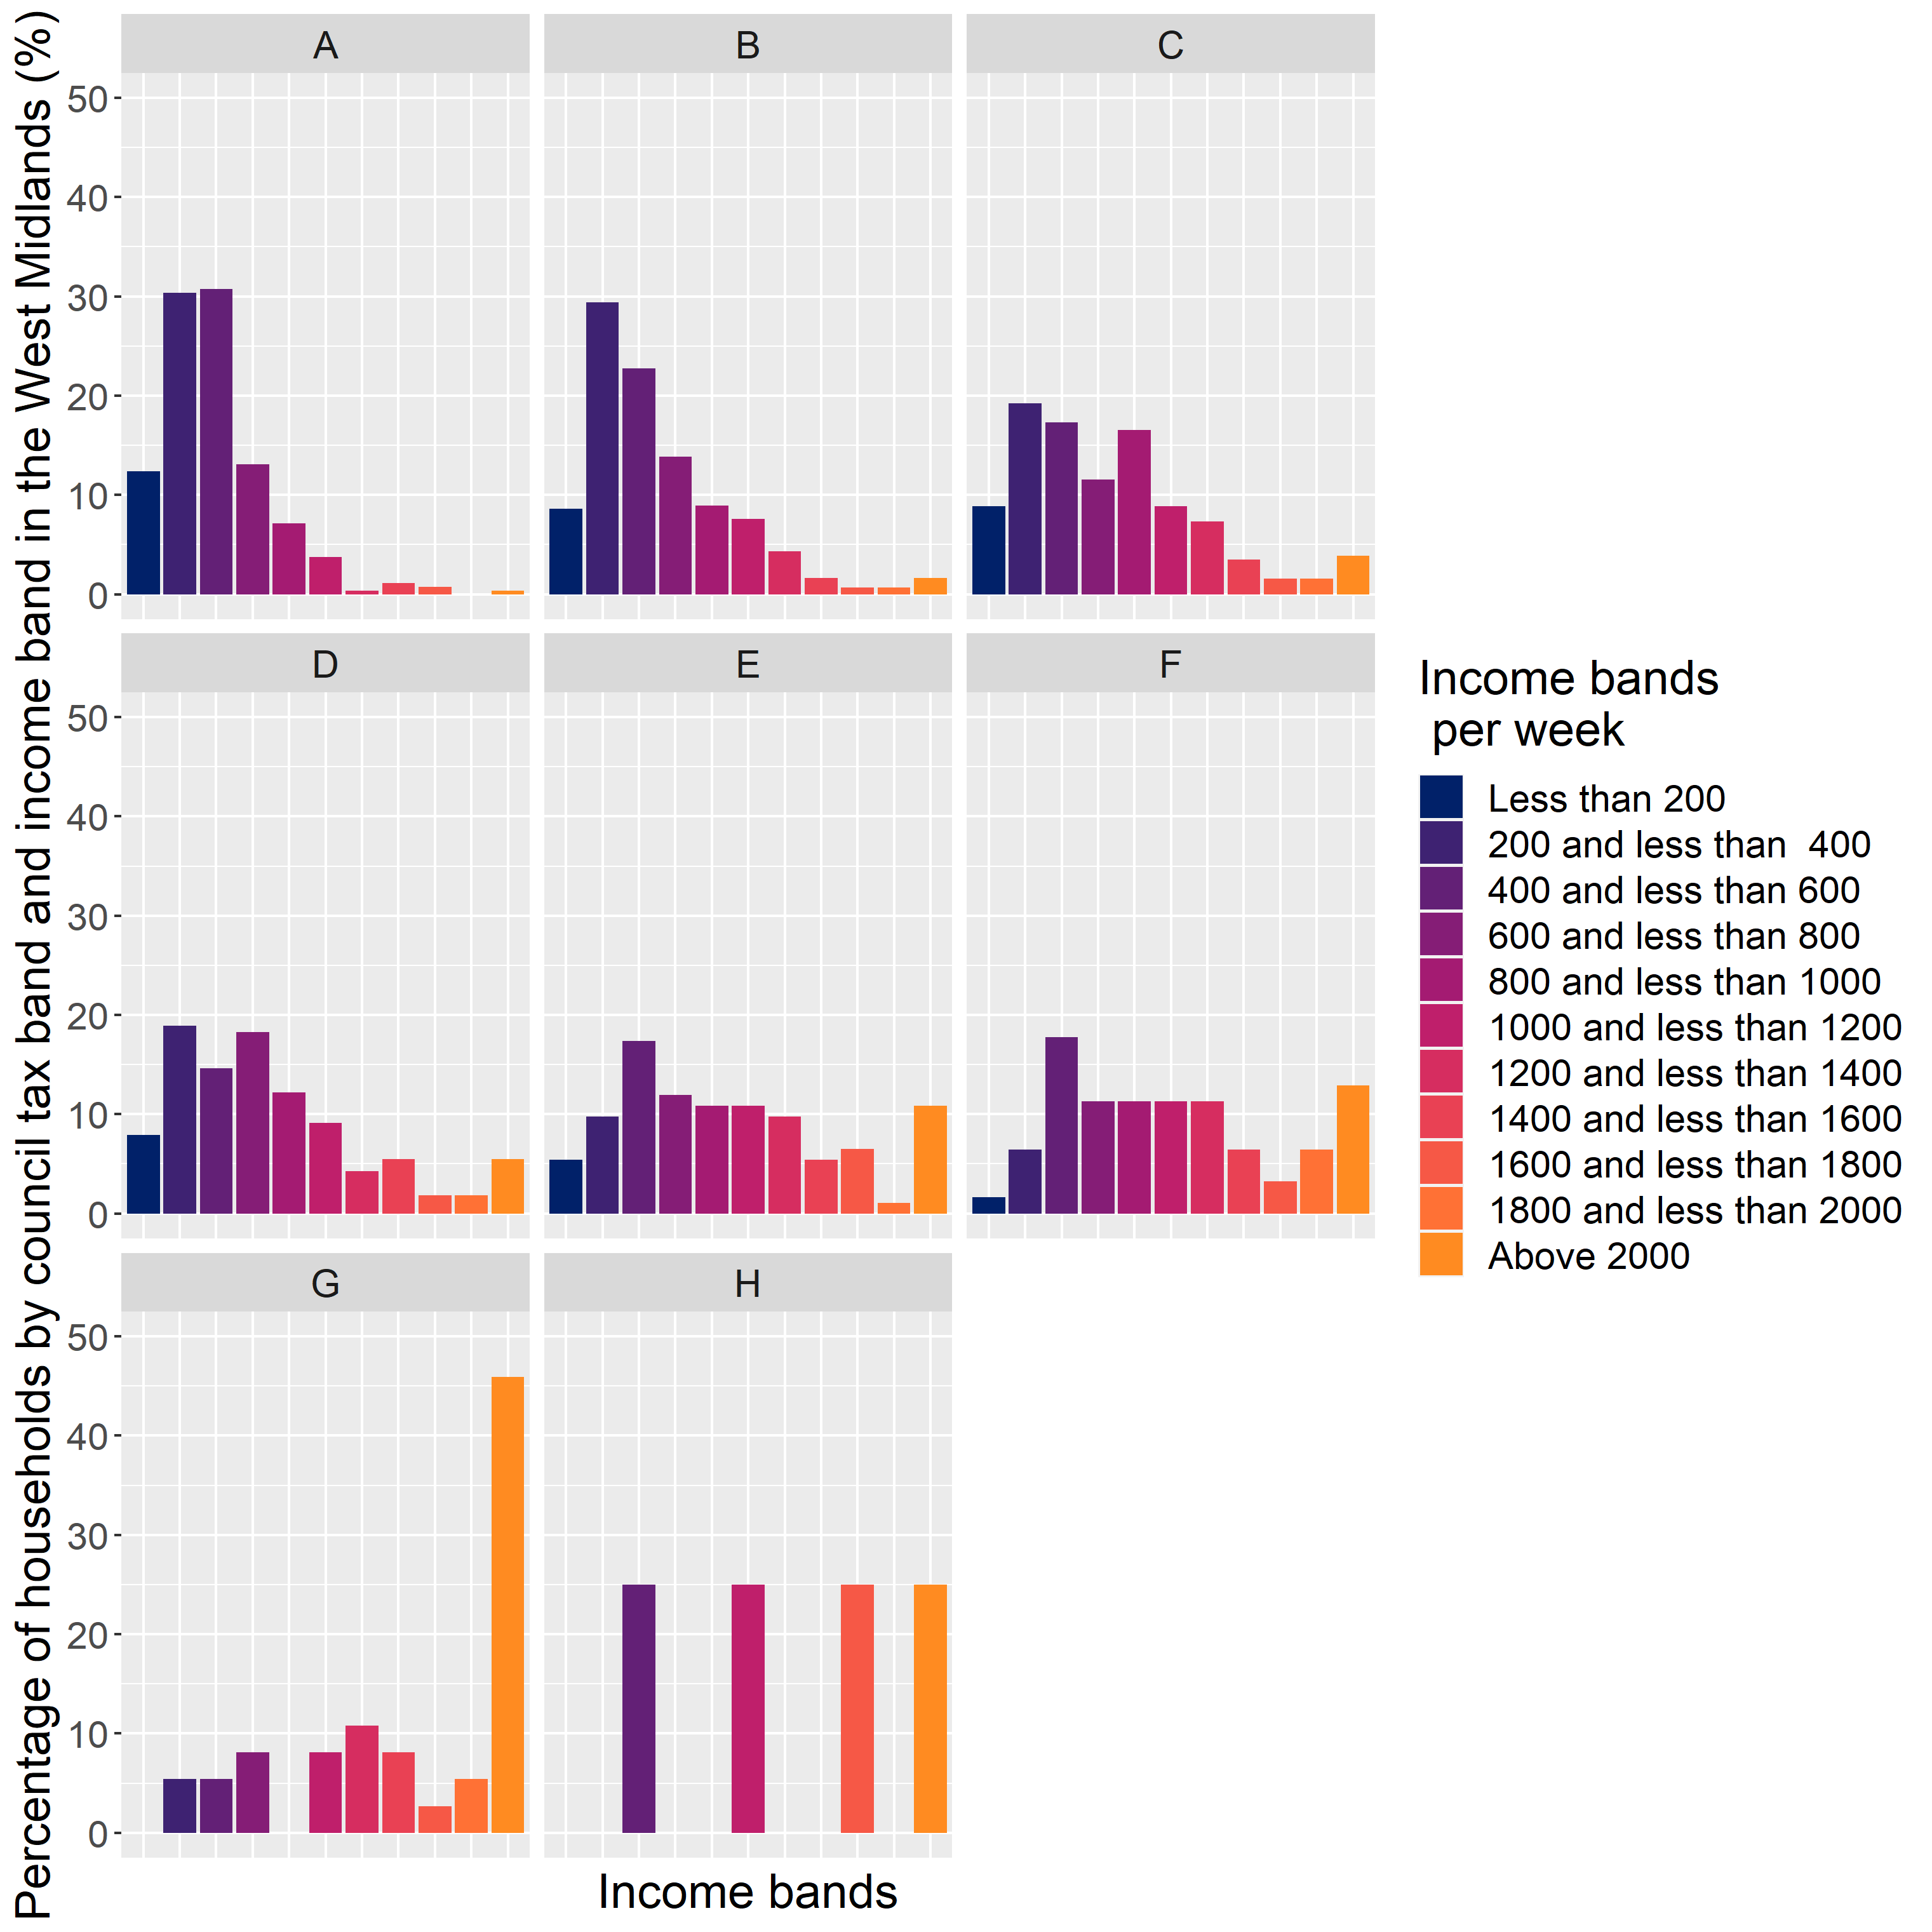 Percentage of households by council tax band and income band in the West Midlands (%)
A
B
C
50
40
30
20
10
0
D
E
F
50
40
30
20
10
0
G
H
50
40
30
20
10
0
Income bands
Income bands
per week
Less than 200
200 and less than  400
400 and less than 600
600 and less than 800
800 and less than 1000
1000 and less than 1200
1200 and less than 1400
1400 and less than 1600
1600 and less than 1800
1800 and less than 2000
Above 2000